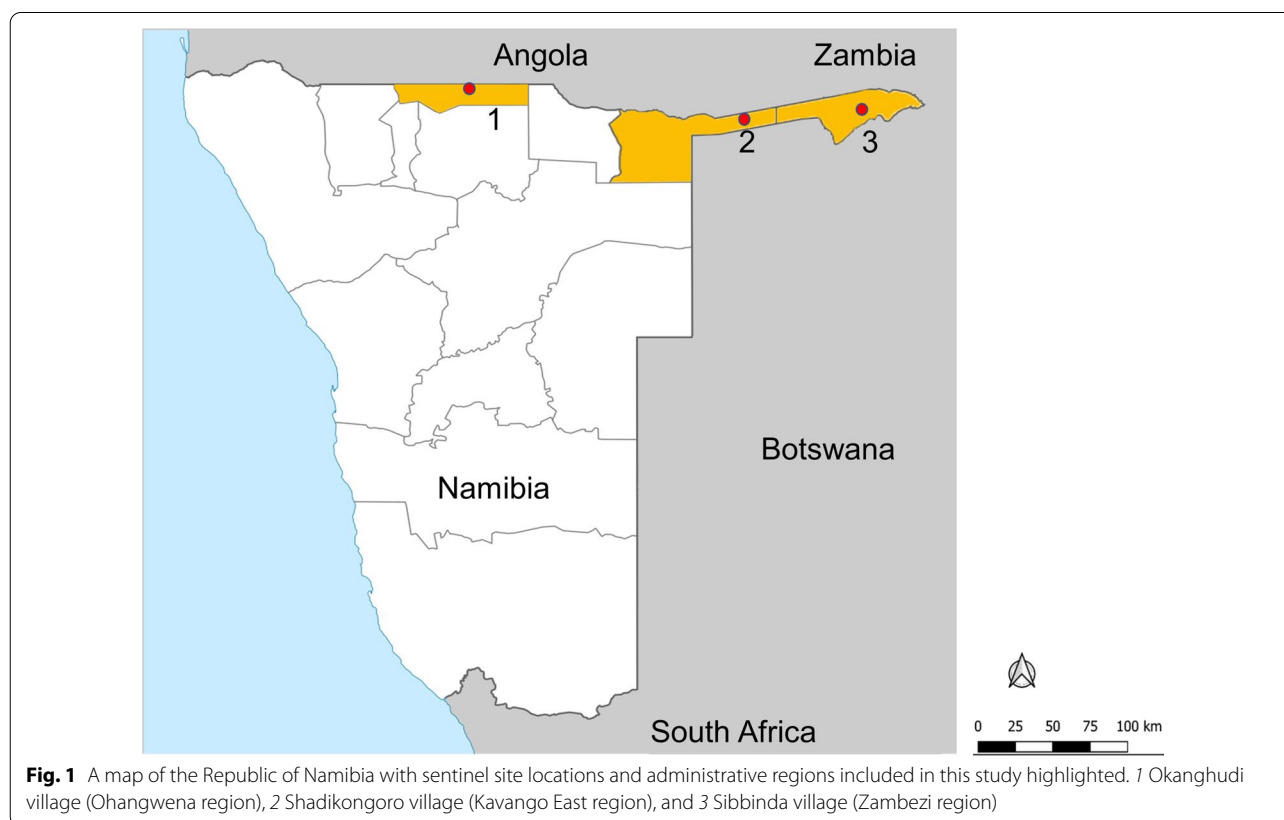 Angola
Zambia
1
2
3
Botswana
Namibia
South Africa
0 25 50 75 100 km
Fig. 1 A map of the Republic of Namibia with sentinel site locations and administrative regions included in this study highlighted. 1 Okanghudi
village (Ohangwena region), 2 Shadikongoro village (Kavango East region), and 3 Sibbinda village (Zambezi region)